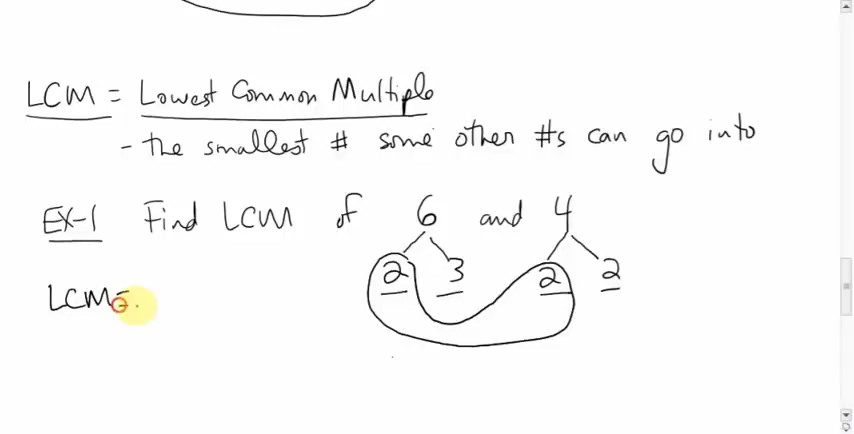 LCM = Lowest Common Multiple
- the smallest # some other #s can go into
EX-1 Find LCM of 6 and 4
2 3 2 2
LCM=